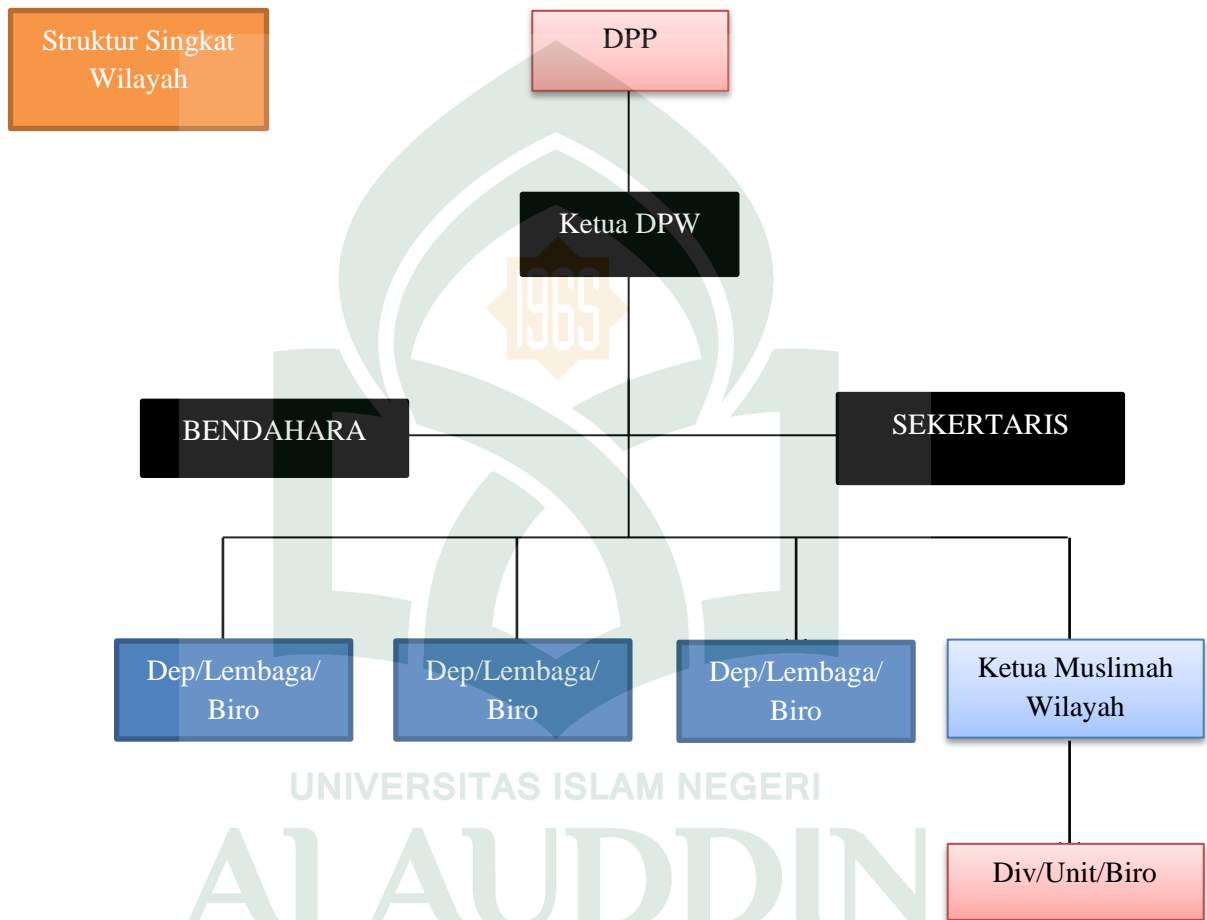 Struktur Singkat
Wilayah
DPP
Ketua DPW
1965
BENDAHARA
SEKERTARIS
Dep/Lembaga/
Biro
Dep/Lembaga/
Biro
Dep/Lembaga/
Biro
Ketua Muslimah
Wilayah
UNIVERSITAS ISLAM NEGERI
ALAUDDIN
Div/Unit/Biro